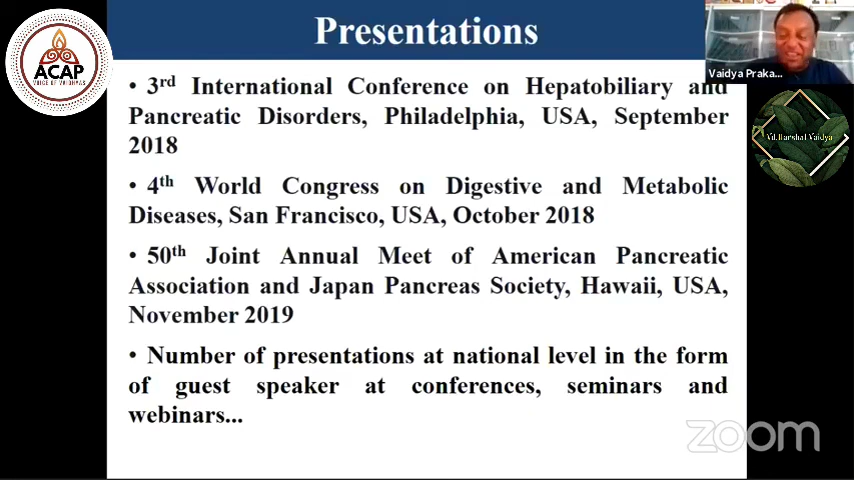 Presentations
ACAP
VOICE OF VAIDHYAS
Vaidya Praka...
Vd.Harshal Vaidya
• 3rd International Conference on Hepatobiliary and
Pancreatic Disorders, Philadelphia, USA, September
2018
• 4th World Congress on Digestive and Metabolic
Diseases, San Francisco, USA, October 2018
• 50th Joint Annual Meet of American Pancreatic
Association and Japan Pancreas Society, Hawaii, USA,
November 2019
• Number of presentations at national level in the form
of guest speaker at conferences, seminars and
webinars...
zoom